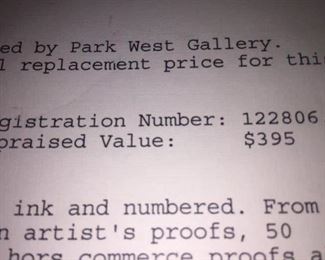 ed by Park West Gallery.
l replacement price for this
gistration Number: 122806
praised Value: $395
ink and numbered. From
n artist's proofs, 50
hors commerce proofs a